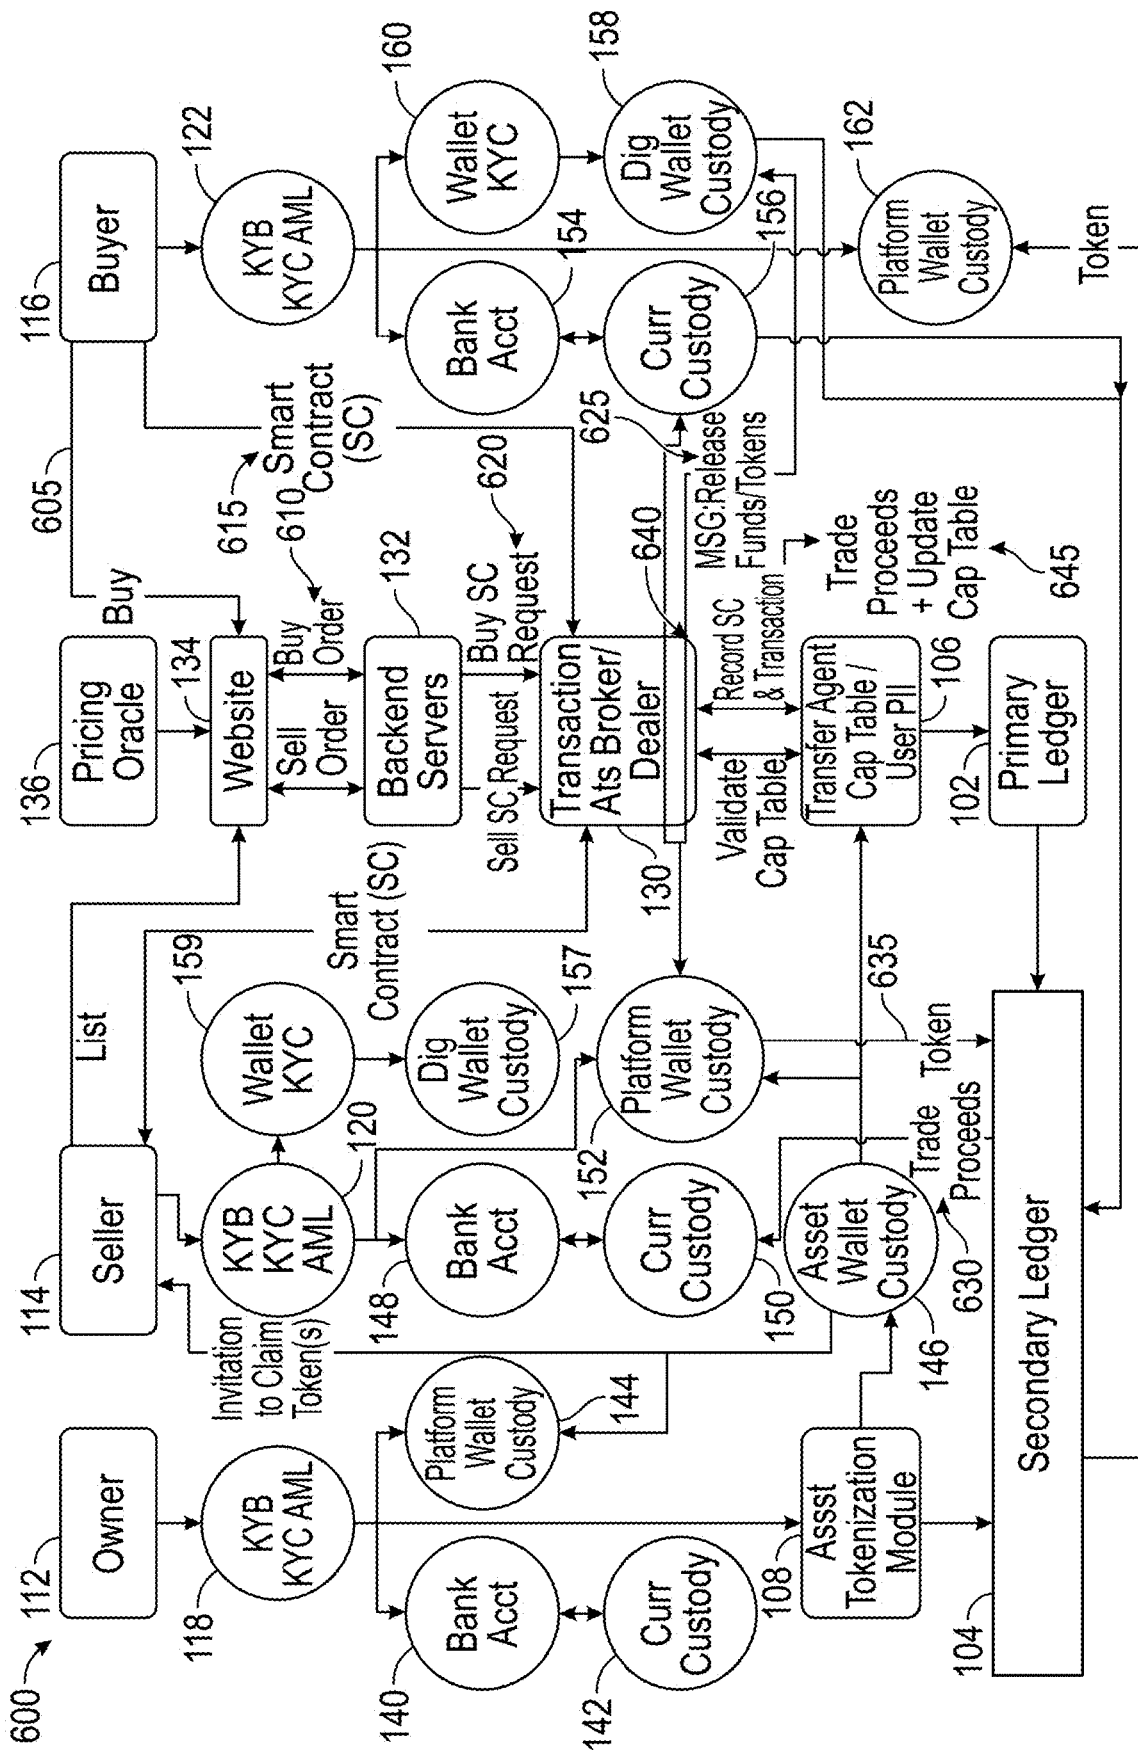 600
112
Owner
118
KYB
KYC AML
140
Bank
Acct
142
Curr
Custody
Platform
Wallet
Custody
144
108
Assst
Tokenization
Module
104
Secondary Ledger
114
Seller
Invitation
to Claim
Token(s)
KYB
KYC
AML
120
Wallet
KYC
159
148
Bank
Acct
Dig
Wallet
Custody
157
Curr
Custody
150
152
Platform
Wallet
Custody
Asset
Wallet
Custody
146
630
Trade
Proceeds
Token
635
List
Smart
Contract (SC)
136
Pricing
Oracle
134
Website
Buy
605
Sell
Order
Buy
Order
610
615
Smart
Contract
(SC)
Backend
Servers
132
Sell SC Request
Buy SC
Request
620
Transaction
Ats Broker/
Dealer
130
640
625
MSG:Release
Funds/Tokens
Validate
Cap Table
Record SC
& Transaction
Trade
Proceeds
+ Update
Cap Table
645
Transfer Agent
Cap Table /
User PII
106
102
Primary
Ledger
116
Buyer
KYB
KYC AML
122
Bank
Acct
154
Wallet
KYC
160
Curr
Custody
156
Dig
Wallet
Custody
158
Platform
Wallet
Custody
162
Token